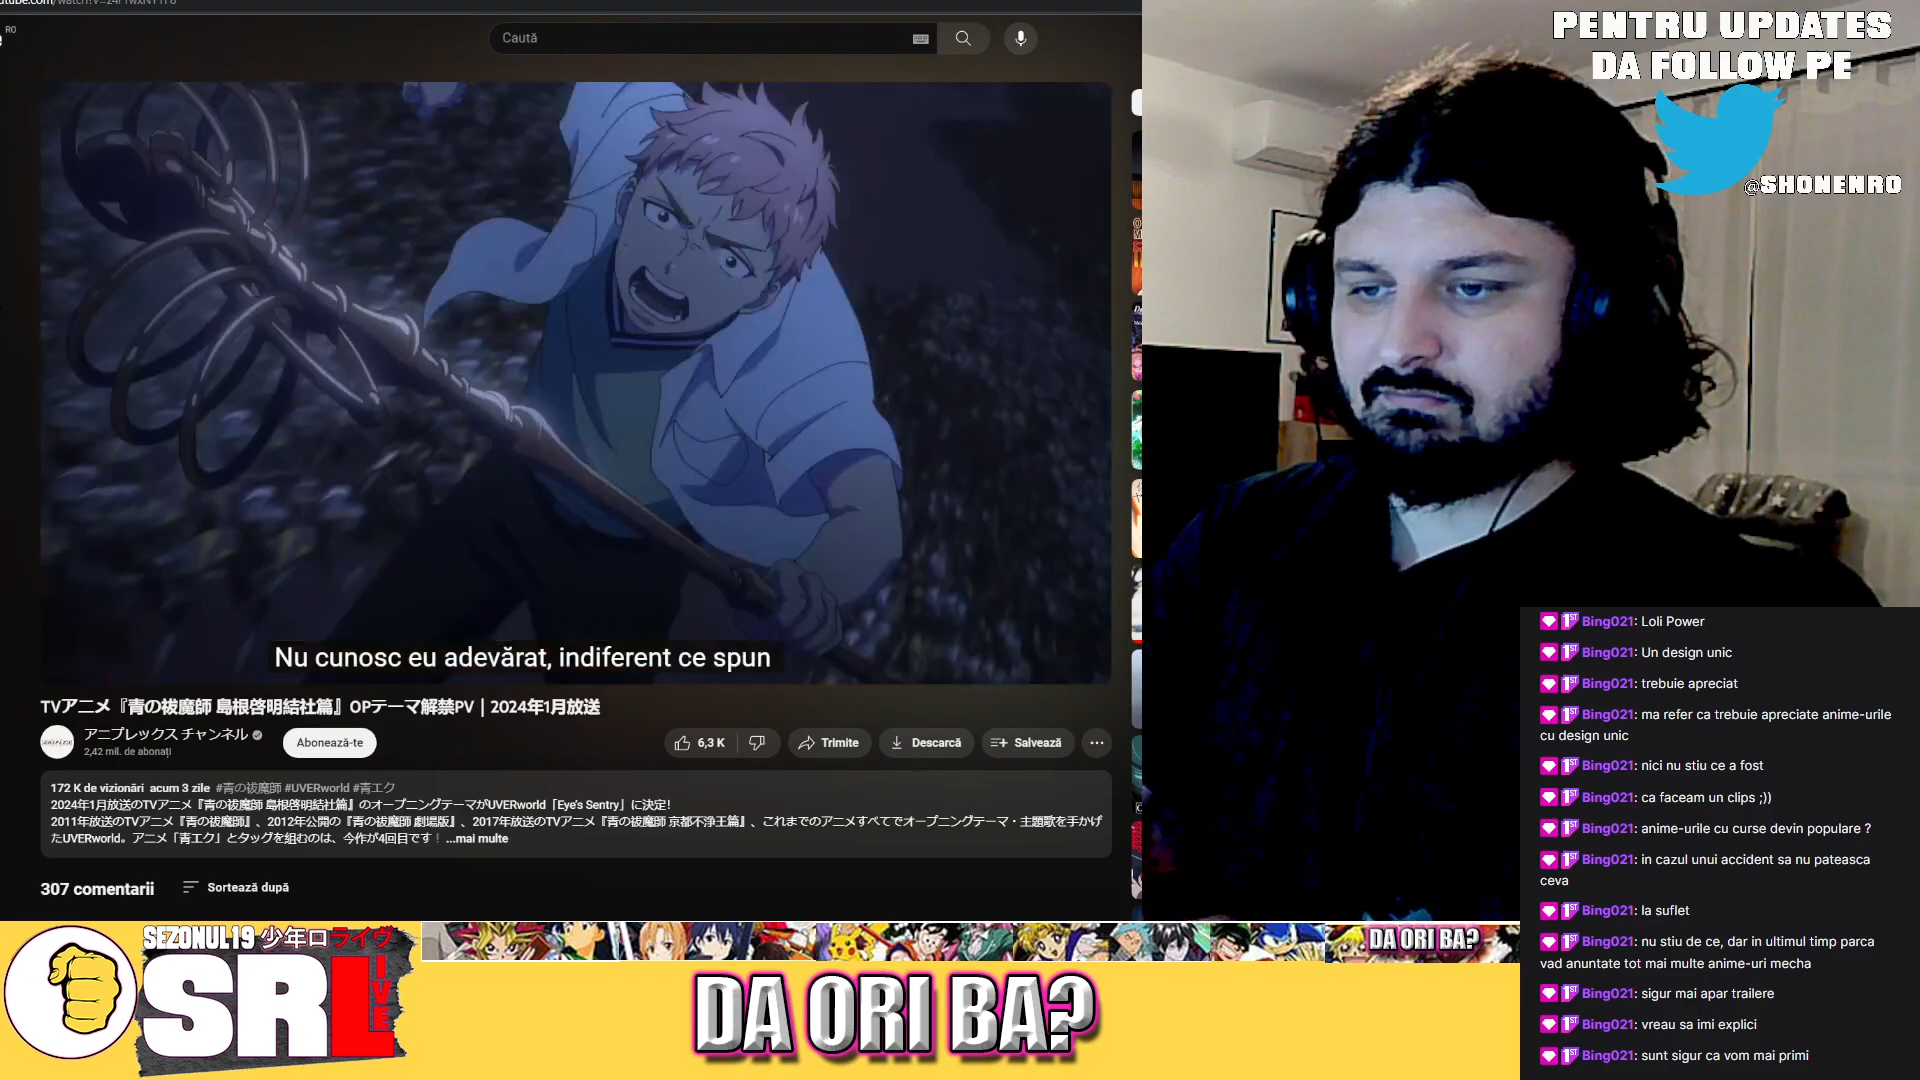 RO
Caută
PENTRU UPDATES
DA FOLLOW PE
@SHONENRO
Nu cunosc eu adevărat, indiferent ce spun
TVアニメ『青の祓魔師 島根啓明結社篇』OPテーマ解禁PV｜2024年1月放送
アニプレックス チャンネル
2,42 mil. de abonați
Abonează-te
6,3 K
Trimite
Descarcă
Salvează
172 K de vizionări acum 3 zile #青の祓魔師 #UVERworld #青エク
2024年1月放送のTVアニメ『青の祓魔師 島根啓明結社篇』のオープニングテーマがUVERworld「Eye's Sentry」に決定！
2011年放送のTVアニメ『青の祓魔師』、2012年公開の『青の祓魔師 劇場版』、2017年放送のTVアニメ『青の祓魔師 京都不浄王篇』、これまでのアニメすべてでオープニングテーマ・主題歌を手かげ
たUVERworld。アニメ「青エク」とタッグを組むのは、今作が4回目です！ ...mai multe
307 comentarii
Sortează după
Bing021: Loli Power
Bing021: Un design unic
Bing021: trebuie apreciat
Bing021: ma refer ca trebuie apreciate anime-urile
cu design unic
Bing021: nici nu stiu ce a fost
Bing021: ca faceam un clips ;))
Bing021: anime-urile cu curse devin populare ?
Bing021: in cazul unui accident sa nu pateasca
ceva
Bing021: la suflet
Bing021: nu stiu de ce, dar in ultimul timp parca
vad anuntate tot mai multe anime-uri mecha
Bing021: sigur mai apar trailere
Bing021: vreau sa imi explici
Bing021: sunt sigur ca vom mai primi
SEZONUL19 少年ロライヴ
SRL
LIVE
DA ORI BA?
DA ORI BA?